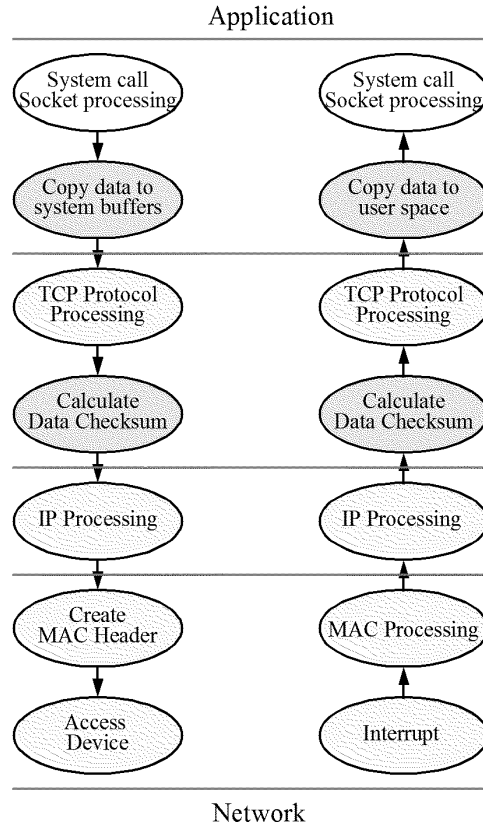 Application
System call
Socket processing
System call
Socket processing
Copy data to
system buffers
Copy data to
user space
TCP Protocol
Processing
TCP Protocol
Processing
Calculate
Data Checksum
Calculate
Data Checksum
IP Processing
IP Processing
Create
MAC Header
MAC Processing
Access
Device
Interrupt
Network